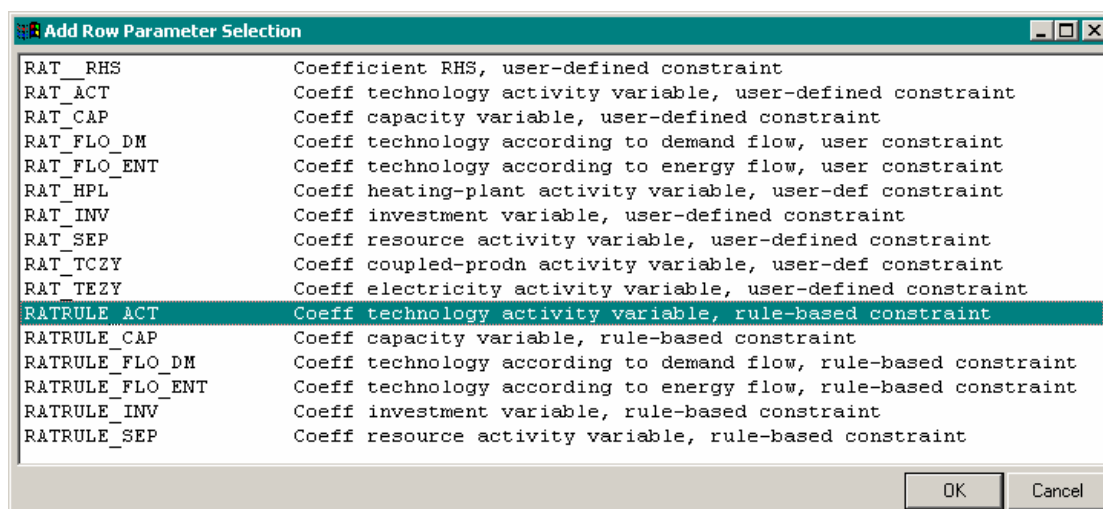 Add Row Parameter Selection
RAT__RHS Coefficient RHS, user-defined constraint
RAT_ACT Coeff technology activity variable, user-defined constraint
RAT_CAP Coeff capacity variable, user-defined constraint
RAT_FLO_DM Coeff technology according to demand flow, user constraint
RAT_FLO_ENT Coeff technology according to energy flow, user constraint
RAT_HPL Coeff heating-plant activity variable, user-def constraint
RAT_INV Coeff investment variable, user-defined constraint
RAT_SEP Coeff resource activity variable, user-defined constraint
RAT_TCZY Coeff coupled-prodn activity variable, user-def constraint
RAT_TEZY Coeff electricity activity variable, user-defined constraint
RATRULE_ACT Coeff technology activity variable, rule-based constraint
RATRULE_CAP Coeff capacity variable, rule-based constraint
RATRULE_FLO_DM Coeff technology according to demand flow, rule-based constraint
RATRULE_FLO_ENT Coeff technology according to energy flow, rule-based constraint
RATRULE_INV Coeff investment variable, rule-based constraint
RATRULE_SEP Coeff resource activity variable, rule-based constraint
OK Cancel